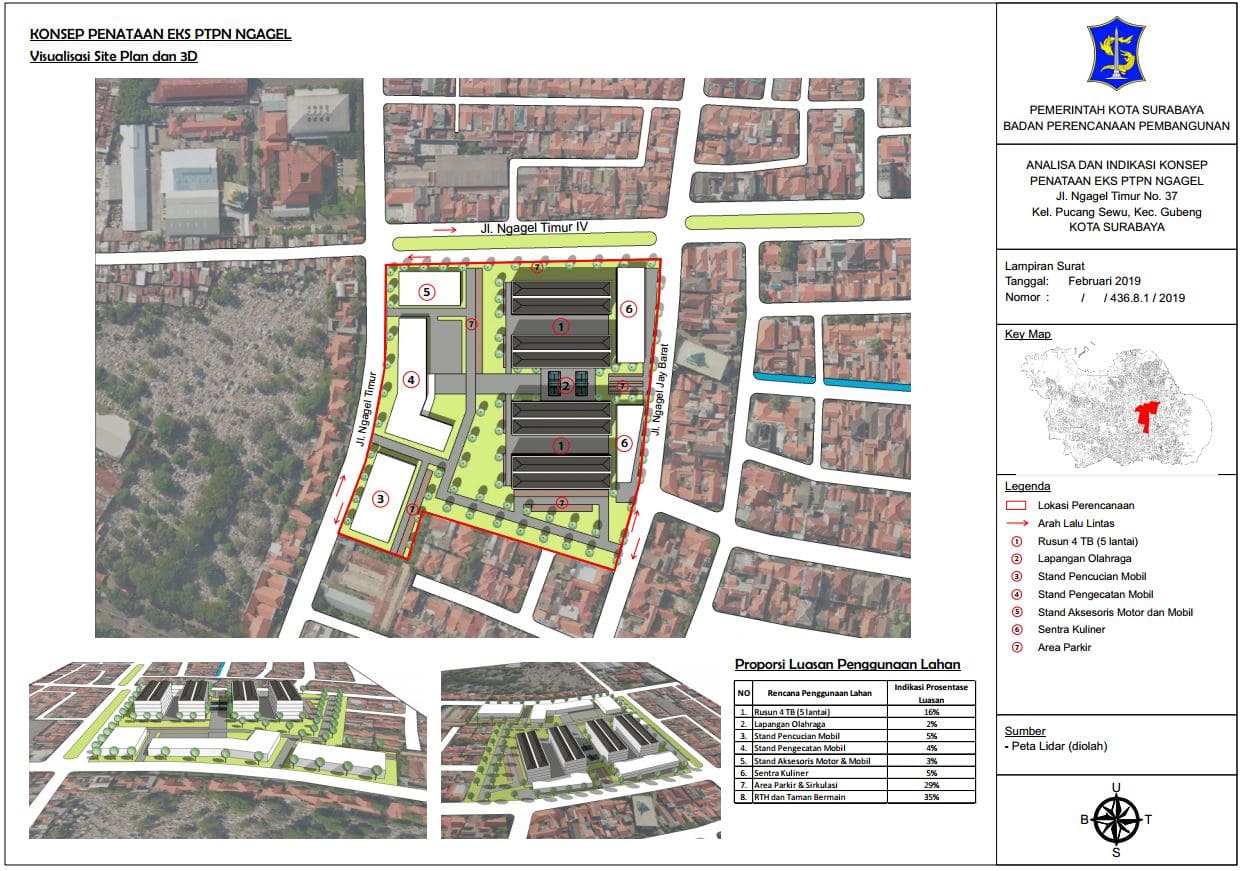 KONSEP PENATAAN EKS PTPN NGAGEL
Visualisasi Site Plan dan 3D
Jl. Ngagel Timur IV
Jl. Ngagel Timur
Jl. Ngagel Jay Barat
7
5
6
7
1
4
2
7
1
6
3
7
7
PEMERINTAH KOTA SURABAYA
BADAN PERENCANAAN PEMBANGUNAN
ANALISA DAN INDIKASI KONSEP
PENATAAN EKS PTPN NGAGEL
Jl. Ngagel Timur No. 37
Kel. Pucang Sewu, Kec. Gubeng
KOTA SURABAYA
Lampiran Surat
Tanggal: Februari 2019
Nomor : / / 436.8.1 / 2019
Key Map
Legenda
Lokasi Perencanaan
Arah Lalu Lintas
1 Rusun 4 TB (5 lantai)
2 Lapangan Olahraga
3 Stand Pencucian Mobil
4 Stand Pengecatan Mobil
5 Stand Aksesoris Motor dan Mobil
6 Sentra Kuliner
7 Area Parkir
Sumber
- Peta Lidar (diolah)
U
B T
S
Proporsi Luasan Penggunaan Lahan
NO Rencana Penggunaan Lahan Indikasi Prosentase Luasan
1. Rusun 4 TB (5 lantai) 16%
2. Lapangan Olahraga 2%
3. Stand Pencucian Mobil 5%
4. Stand Pengecatan Mobil 4%
5. Stand Aksesoris Motor & Mobil 3%
6. Sentra Kuliner 5%
7. Area Parkir & Sirkulasi 29%
8. RTH dan Taman Bermain 35%